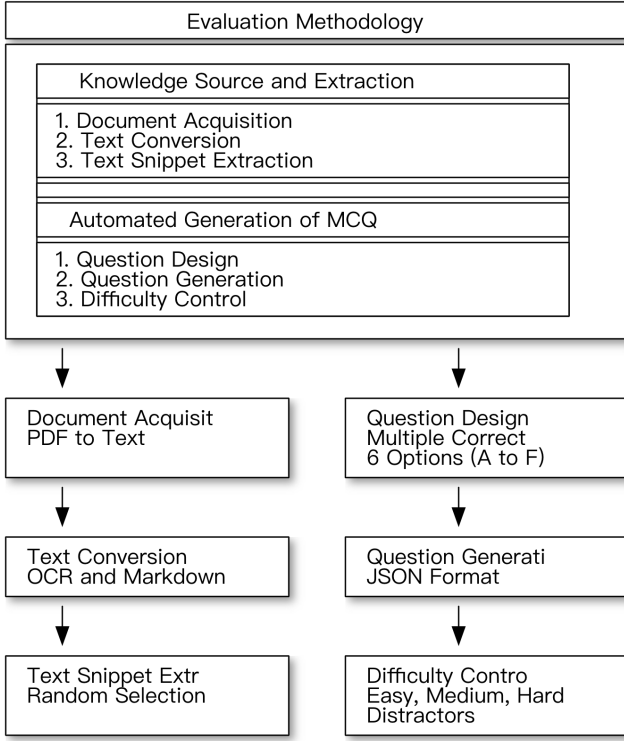 Evaluation Methodology
Knowledge Source and Extraction
1. Document Acquisition
2. Text Conversion
3. Text Snippet Extraction
Automated Generation of MCQ
1. Question Design
2. Question Generation
3. Difficulty Control
Document Acquisit
PDF to Text
Question Design
Multiple Correct
6 Options (A to F)
Text Conversion
OCR and Markdown
Question Generati
JSON Format
Text Snippet Extr
Random Selection
Difficulty Contro
Easy, Medium, Hard
Distractors